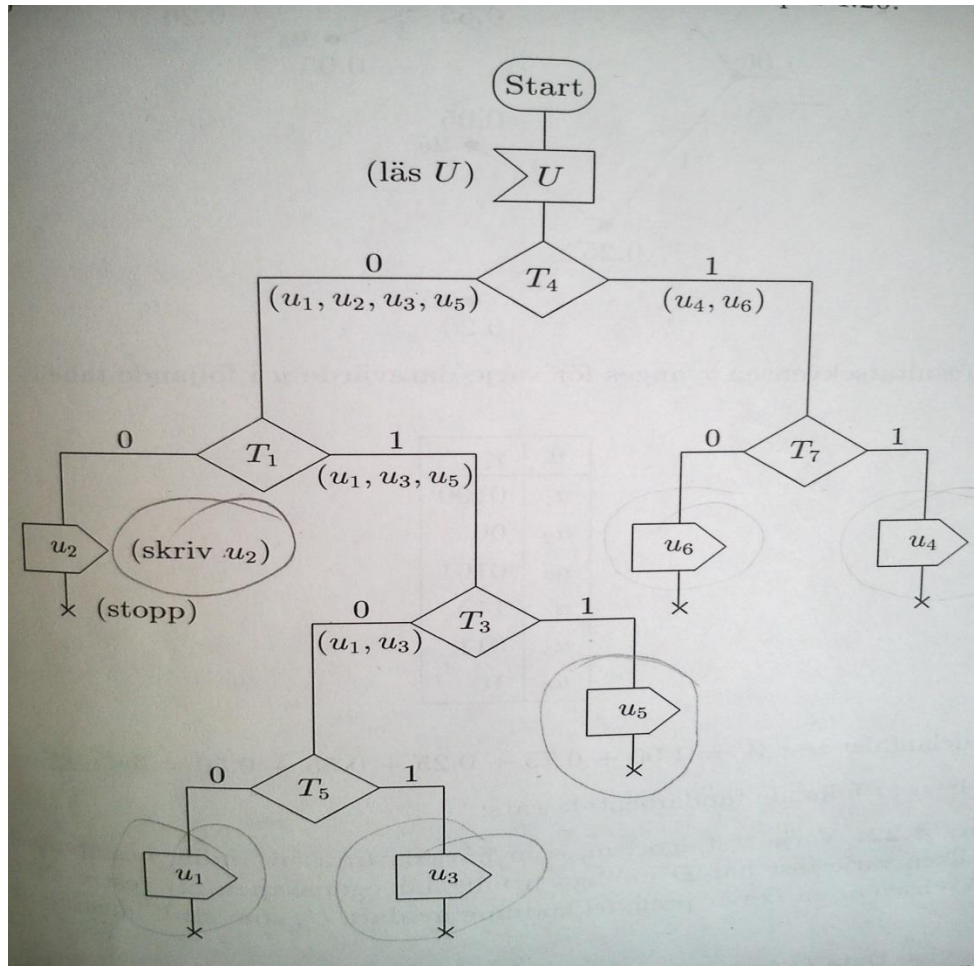 Start
(läs U) U
0 T₄ 1
(u₁, u₂, u₃, u₅) (u₄, u₆)
0 T₁ 1
(u₁, u₃, u₅)
0 T₇ 1
u₂ (skriv u₂)
(stopp)
u₆ u₄
0 T₃ 1
(u₁, u₃)
u₅
0 T₅ 1
u₁ u₃